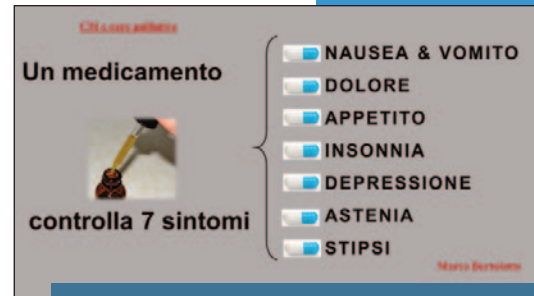 Un medicamento
controlla 7 sintomi
NAUSEA & VOMITO
DOLORE
APPETITO
INSONNIA
DEPRESSIONE
ASTENIA
STIPSI